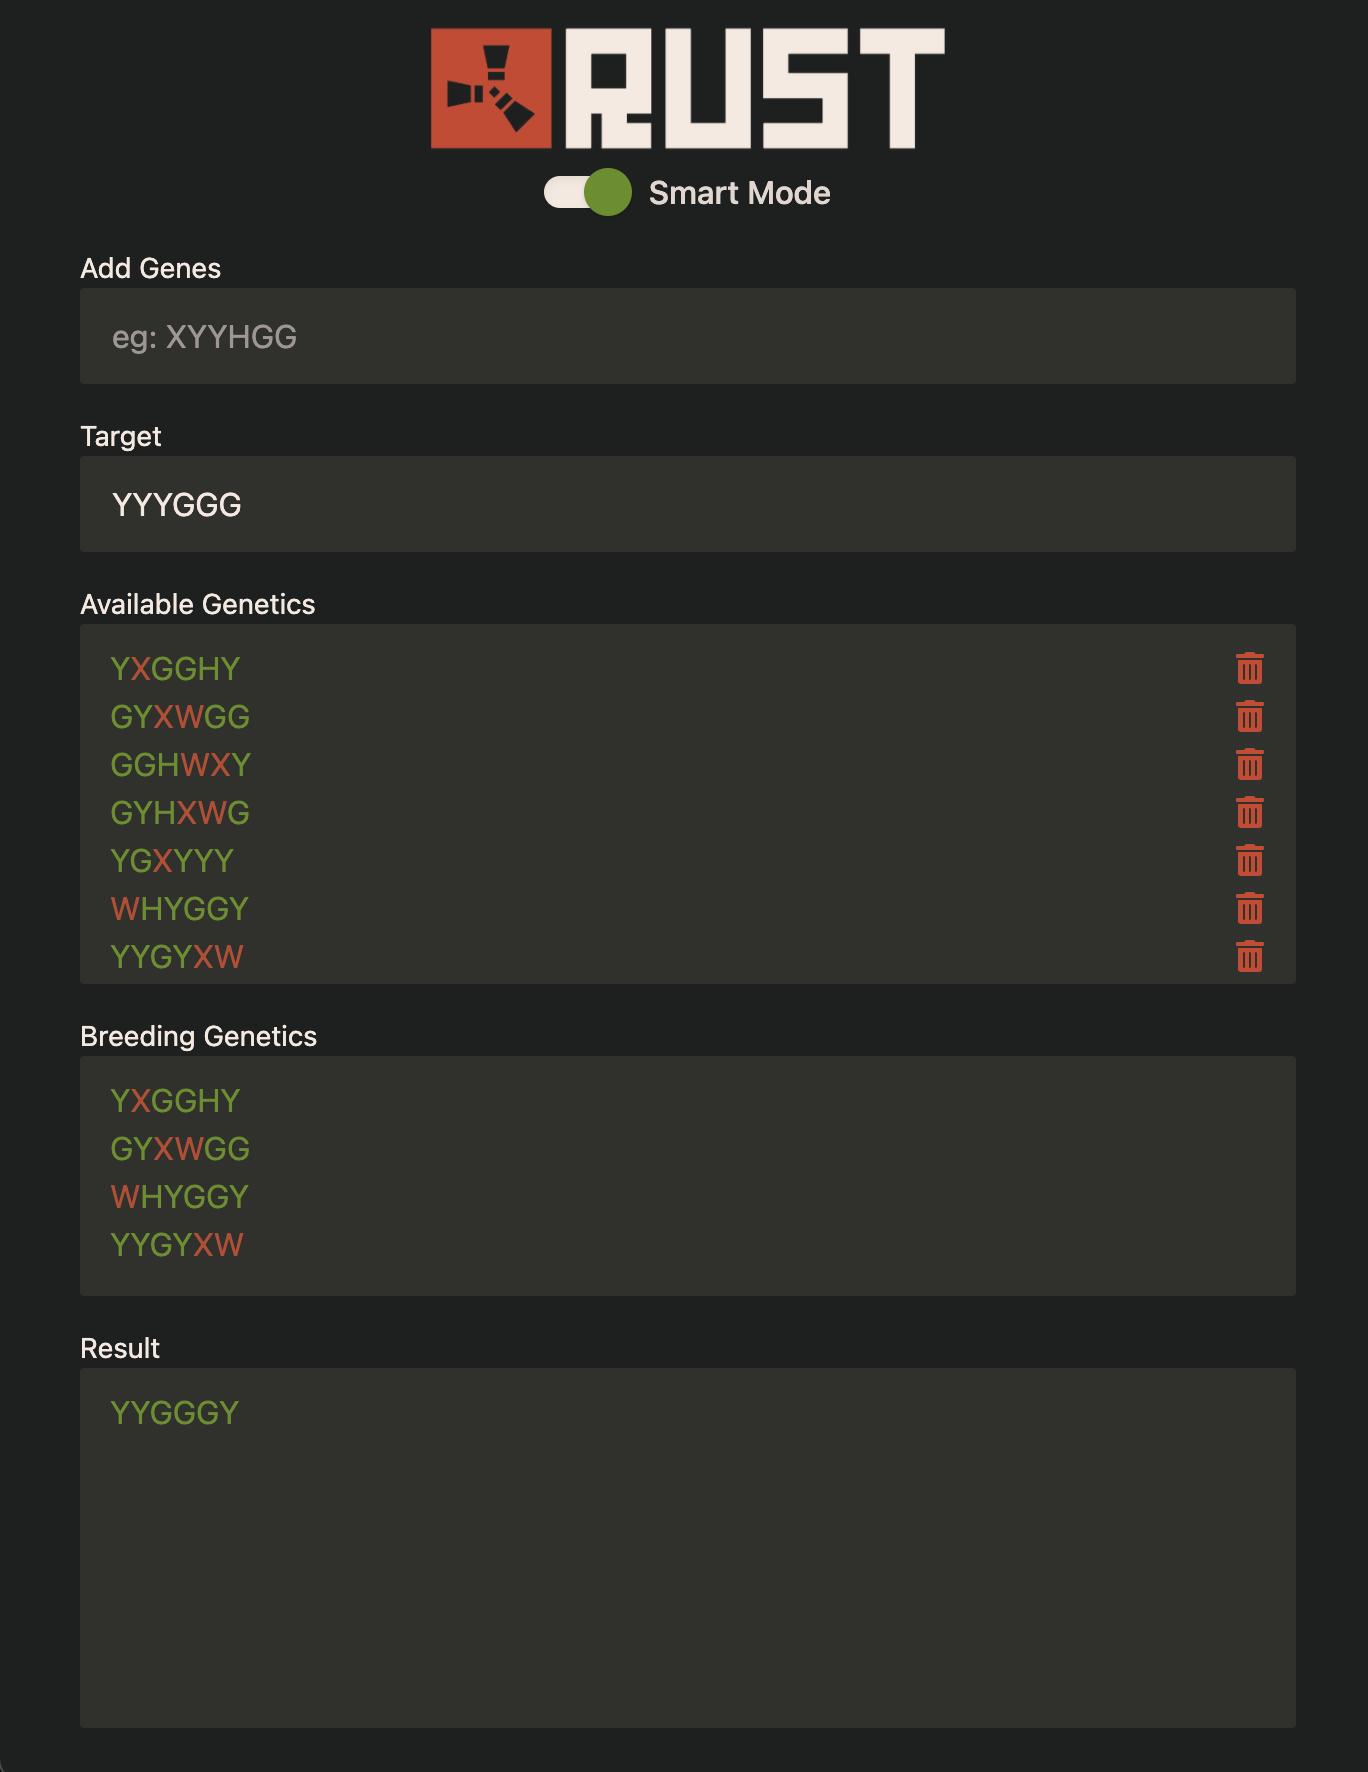 RUST
Smart Mode
Add Genes
eg: XYYHGG
Target
YYYGGG
Available Genetics
YXGGHY
GYXWGG
GGHWXY
GYHXWG
YGXYYY
WHYGGY
YYGYXW
Breeding Genetics
YXGGHY
GYXWGG
WHYGGY
YYGYXW
Result
YYGGGY